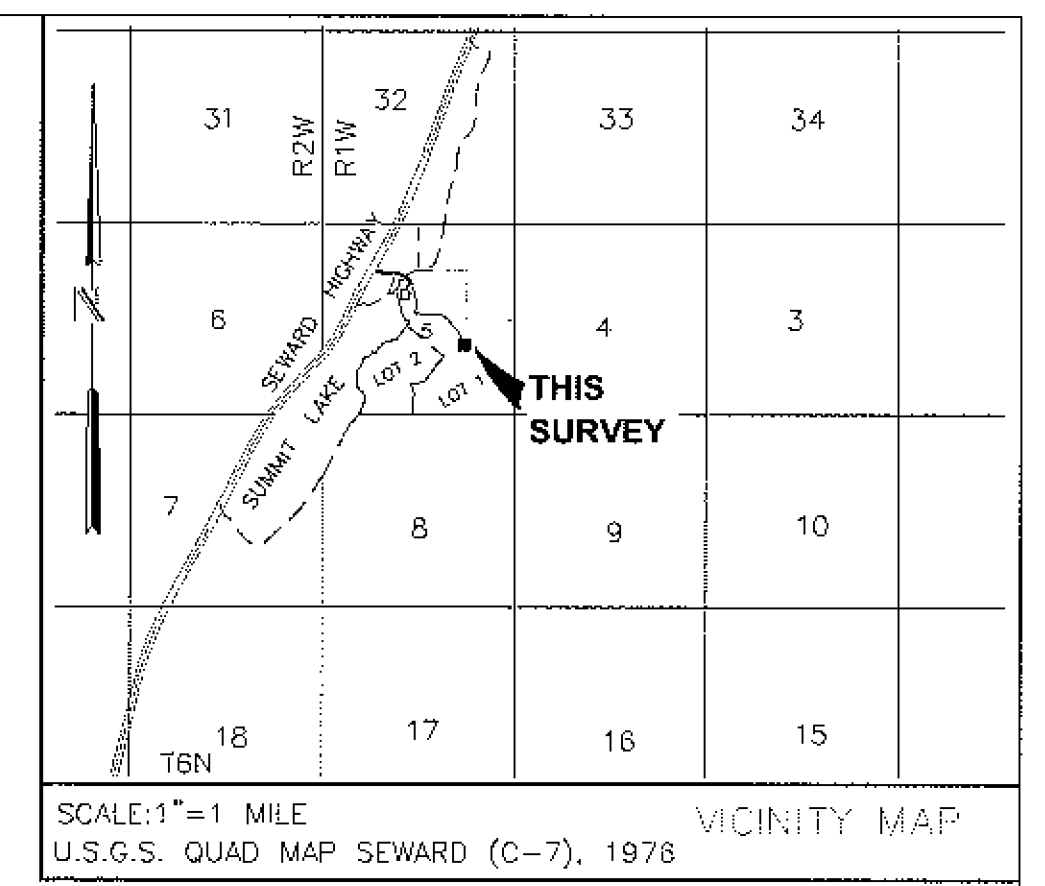 31
32
33
34
R2W
R1W
SEWARD HIGHWAY
6
5
4
3
LOT 2
LOT 1
THIS
SURVEY
SUMMIT LAKE
7
8
9
10
18
17
16
15
T6N
N
SCALE:1"=1 MILE
VICINITY MAP
U.S.G.S. QUAD MAP SEWARD (C-7), 1976